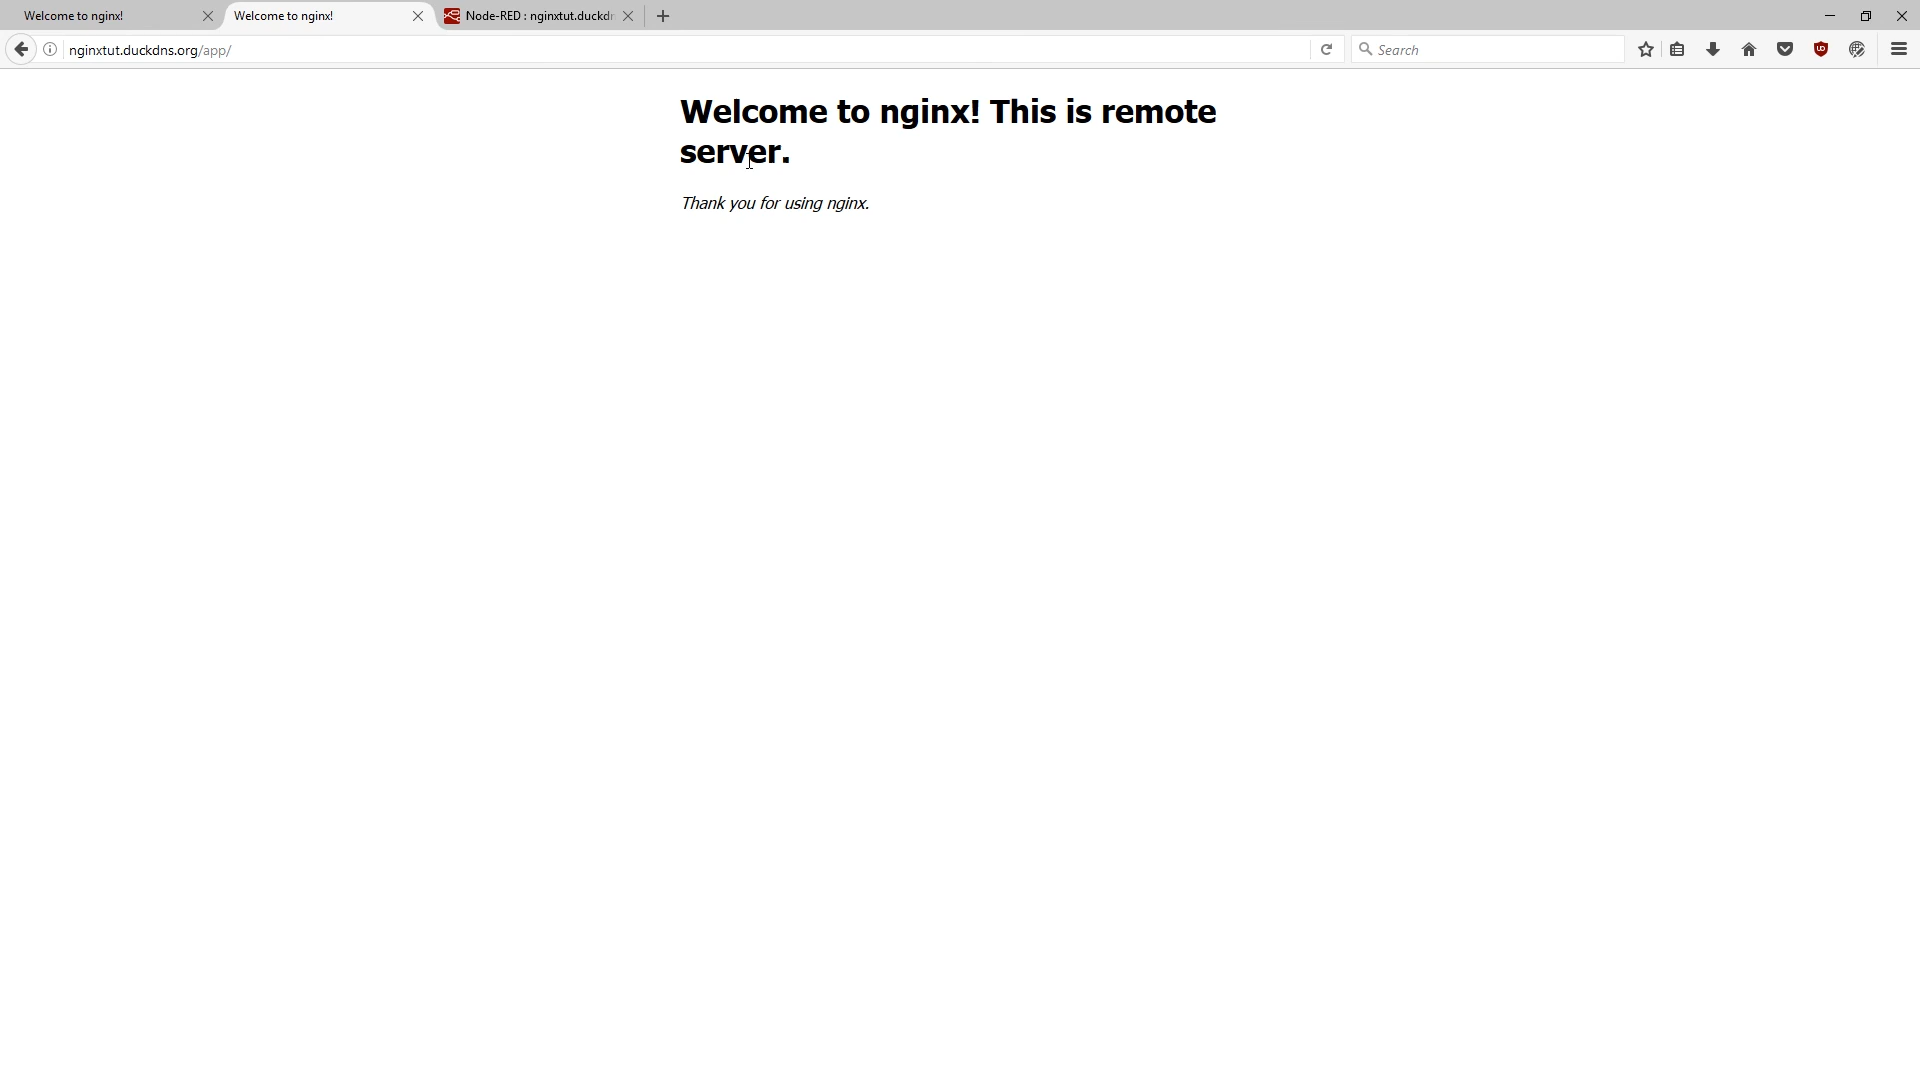 Welcome to nginx!
Welcome to nginx!
Node-RED : nginxtut.duckd
nginxtut.duckdns.org/app/
Search
Welcome to nginx! This is remote
server.
Thank you for using nginx.